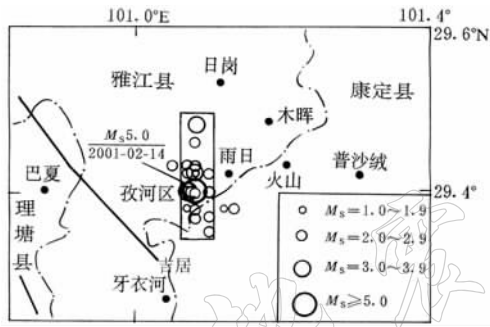 101.0°E
101.4°
29.6°N
雅江县
日岗
康定县
木晖
Ms5.0
2001-02-14
雨日
火山
普沙绒
巴夏
孜河区
29.4°
理塘县
吉居
牙衣河
Ms=1.0~1.9
Ms=2.0~2.9
Ms=3.0~3.9
Ms≥5.0